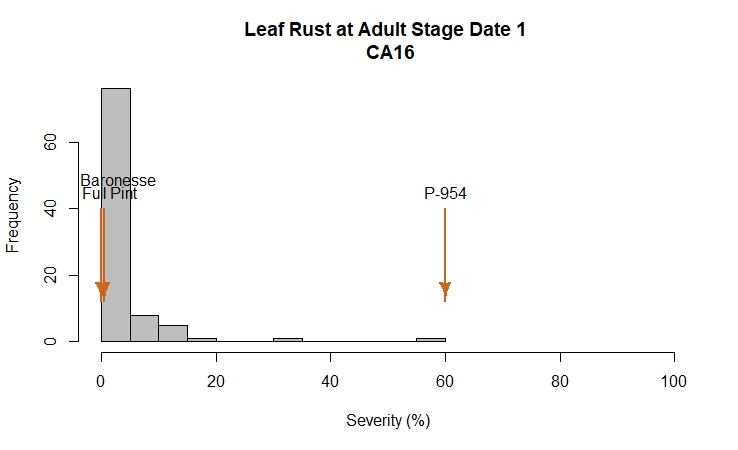 Leaf Rust at Adult Stage Date 1
CA16
Frequency
60
40
20
0
Baronesse
Full Pint
P-954
0 20 40 60 80 100
Severity (%)